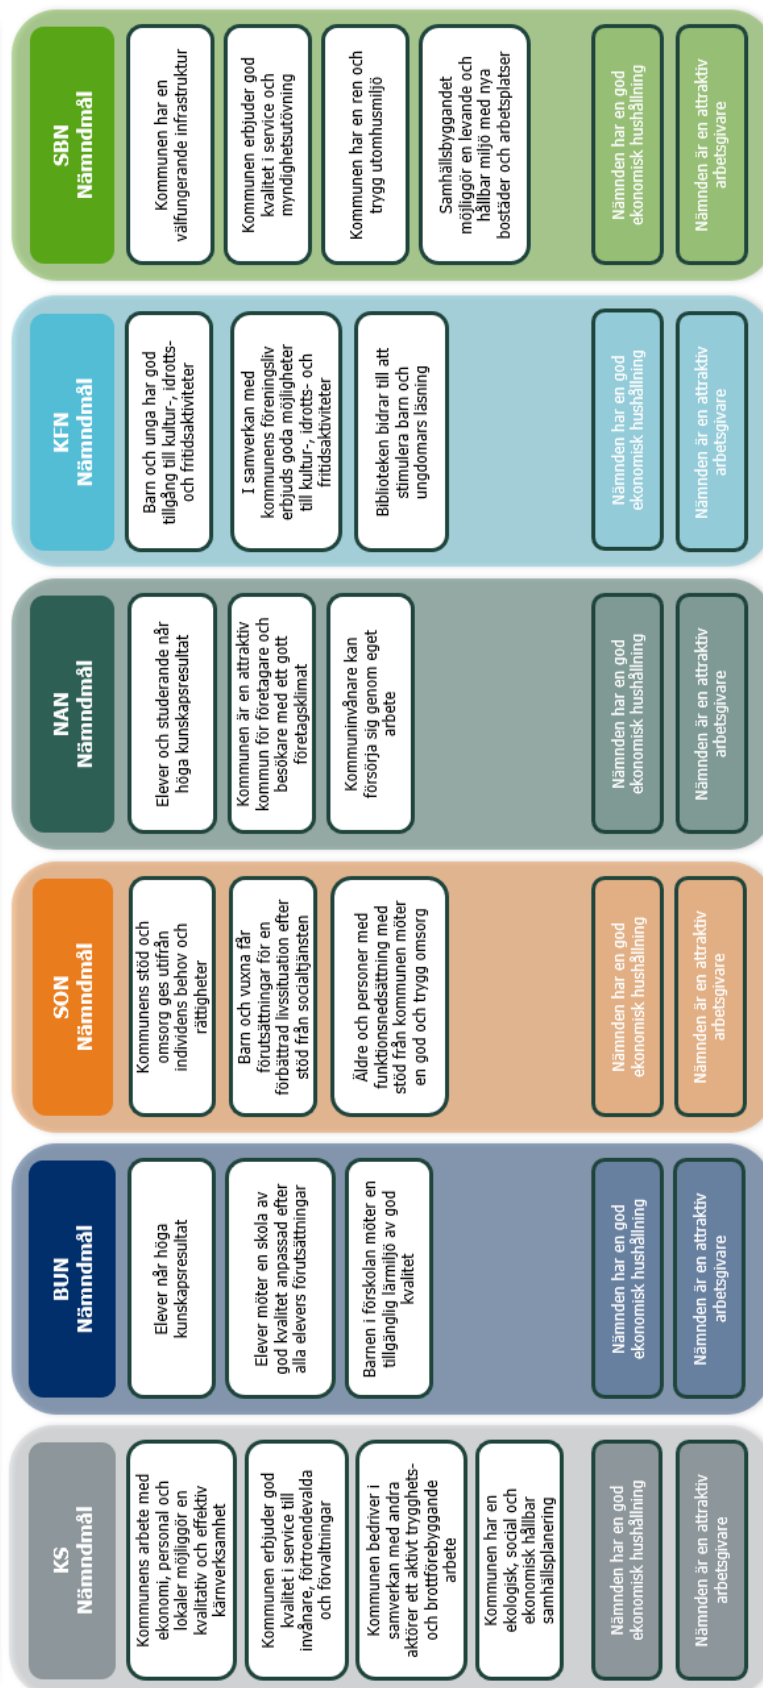 KS
Nämndmål
Kommunens arbete med
ekonomi, personal och
lokaler möjliggör en
kvalitativ och effektiv
kärnverksamhet
Kommunen erbjuder god
kvalitet i service till
invånare, förtroendevalda
och förvaltningar
Kommunen bedriver i
samverkan med andra
aktörer ett aktivt trygghets-
och brottförebyggande
arbete
Kommunen har en
ekologisk, social och
ekonomisk hållbar
samhällsplanering
Nämnden har en god
ekonomisk hushållning
Nämnden är en attraktiv
arbetsgivare
BUN
Nämndmål
Elever når höga
kunskapsresultat
Elever möter en skola av
god kvalitet anpassad efter
alla elevers förutsättningar
Barnen i förskolan möter en
tillgänglig lärmiljö av god
kvalitet
Nämnden har en god
ekonomisk hushållning
Nämnden är en attraktiv
arbetsgivare
SON
Nämndmål
Kommunens stöd och
omsorg ges utifrån
individens behov och
rättigheter
Barn och vuxna får
förutsättningar för en
förbättrad livssituation efter
stöd från socialtjänsten
Äldre och personer med
funktionsnedsättning med
stöd från kommunen möter
en god och trygg omsorg
Nämnden har en god
ekonomisk hushållning
Nämnden är en attraktiv
arbetsgivare
NAN
Nämndmål
Elever och studerande når
höga kunskapsresultat
Kommunen är en attraktiv
kommun för företagare och
besökare med ett gott
företagsklimat
Kommuninvånare kan
försörja sig genom eget
arbete
Nämnden har en god
ekonomisk hushållning
Nämnden är en attraktiv
arbetsgivare
KFN
Nämndmål
Barn och unga har god
tillgång till kultur-, idrotts-
och fritidsaktiviteter
I samverkan med
kommunens föreningsliv
erbjuds goda möjligheter
till kultur-, idrotts- och
fritidsaktiviteter
Biblioteken bidrar till att
stimulera barn och
ungdomars läsning
Nämnden har en god
ekonomisk hushållning
Nämnden är en attraktiv
arbetsgivare
SBN
Nämndmål
Kommunen har en
välfungerande infrastruktur
Kommunen erbjuder god
kvalitet i service och
myndighetsutövning
Kommunen har en ren och
trygg utomhusmiljö
Samhällsbyggandet
möjliggör en levande och
hållbar miljö med nya
bostäder och arbetsplatser
Nämnden har en god
ekonomisk hushållning
Nämnden är en attraktiv
arbetsgivare